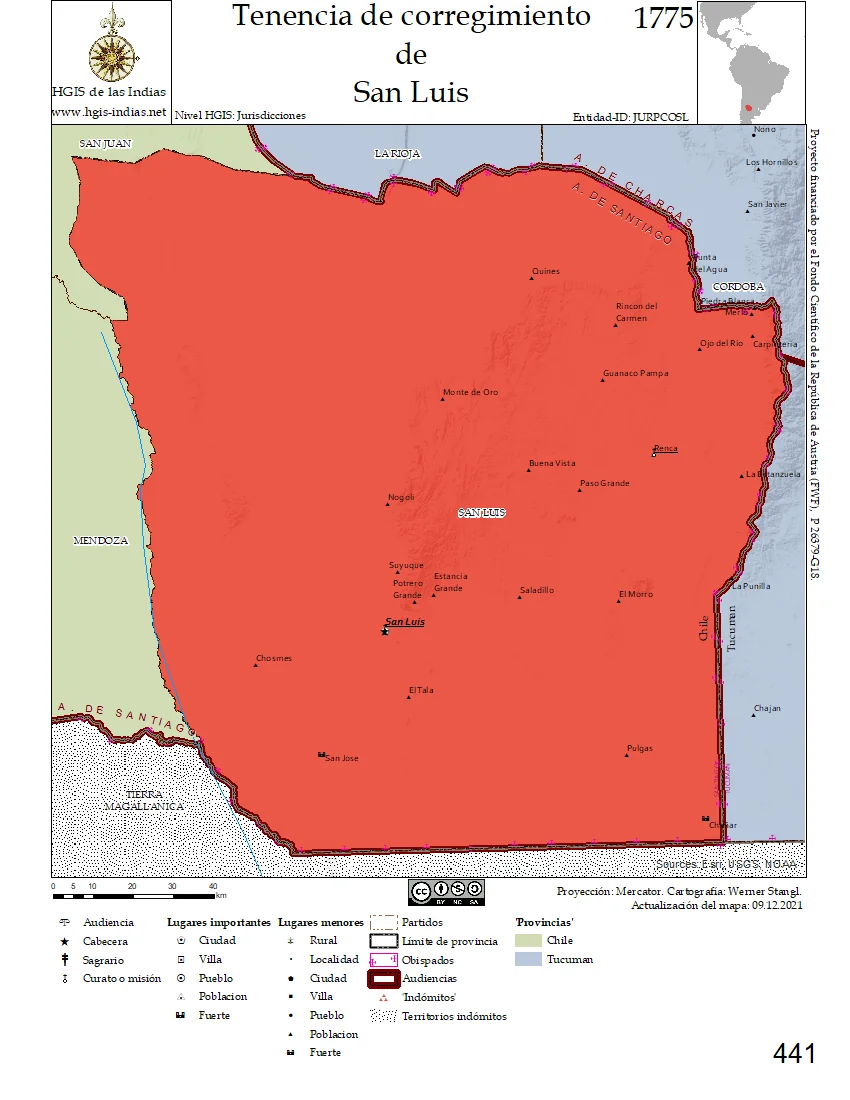 Tenencia de corregimiento
de
San Luis
1775
HGIS de las Indias
www.hgis-indias.net
Nivel HGIS: Jurisdicciones
Entidad-ID: JURPCOSL
Proyecto financiado por el Fondo Científico de la República de Austria (FWF), P 26379-G18.
SAN JUAN
LA RIOJA
Nono
Los Hornillos
San Javier
A. DE CHARCAS
A. DE SANTIAGO
Quines
del Agua
CORDOBA
Piedra Blanca
Merlo
Rincon del
Carmen
Ojo del Rio
Carpinteria
Guanaco Pampa
Monte de Oro
Renca
Buena Vista
La Betanzuela
Paso Grande
Nogoli
SAN LUIS
MENDOZA
Suyuque
Potrero
Grande
Estancia
Grande
Saladillo
El Morro
La Punilla
San Luis
Chile
Tucuman
Chosmes
El Tala
Chajan
A. DE SANTIAGO
San Jose
Pulgas
TUCUMAN
TIERRA
MAGALLANICA
Sources: Esri, USGS, NOAA
0 5 10 20 30 40
km
CC BY NC SA
Proyección: Mercator. Cartografía: Werner Stangl.
Actualización del mapa: 09.12.2021
Audiencia
Cabecera
Sagrario
Curato o misión
Lugares importantes
Ciudad
Villa
Pueblo
Poblacion
Fuerte
Lugares menores
Rural
Localidad
Ciudad
Villa
Pueblo
Poblacion
Fuerte
Partidos
Límite de provincia
Obispados
Audiencias
'Indómitos'
Territorios indómitos
'Provincias'
Chile
Tucuman
441